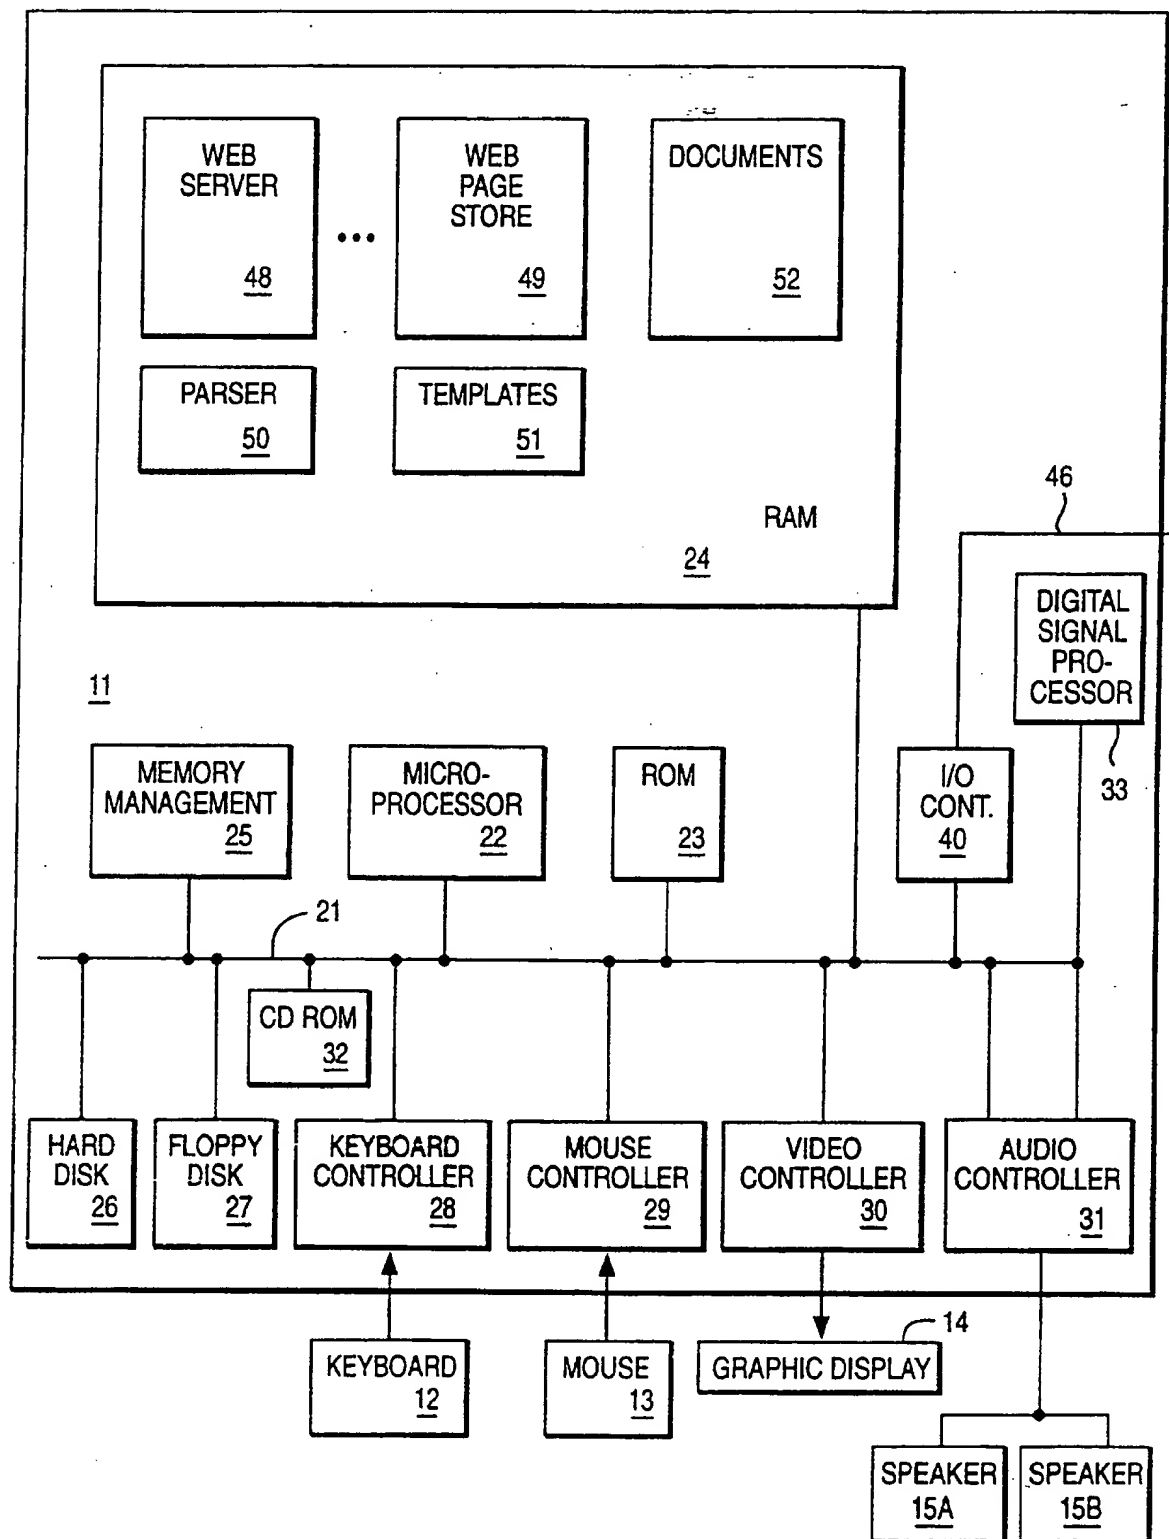 WEB
SERVER
48
WEB
PAGE
STORE
49
DOCUMENTS
52
PARSER
50
TEMPLATES
51
RAM
24
46
DIGITAL
SIGNAL
PRO-
CESSOR
33
11
MEMORY
MANAGEMENT
25
MICRO-
PROCESSOR
22
ROM
23
I/O
CONT.
40
21
CD ROM
32
HARD
DISK
26
FLOPPY
DISK
27
KEYBOARD
CONTROLLER
28
MOUSE
CONTROLLER
29
VIDEO
CONTROLLER
30
AUDIO
CONTROLLER
31
KEYBOARD
12
MOUSE
13
14
GRAPHIC DISPLAY
SPEAKER
15A
SPEAKER
15B